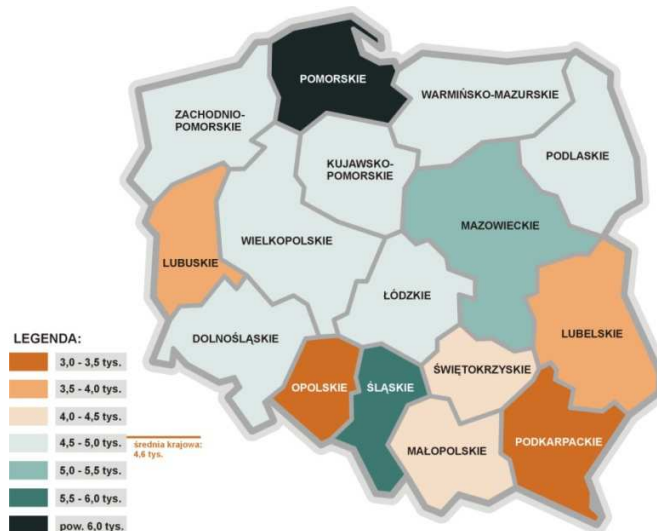 POMORSKIE
WARMIŃSKO-MAZURSKIE
ZACHODNIO-
POMORSKIE
PODLASKIE
KUJAWSKO-
POMORSKIE
MAZOWIECKIE
WIELKOPOLSKIE
LUBUSKIE
ŁÓDZKIE
LUBELSKIE
DOLNOŚLĄSKIE
ŚWIĘTOKRZYSKIE
OPOLSKIE
ŚLĄSKIE
PODKARPACKIE
MAŁOPOLSKIE
LEGENDA:
3,0 - 3,5 tys.
3,5 - 4,0 tys.
4,0 - 4,5 tys.
4,5 - 5,0 tys.
średnia krajowa:
4,6 tys.
5,0 - 5,5 tys.
5,5 - 6,0 tys.
pow. 6,0 tys.